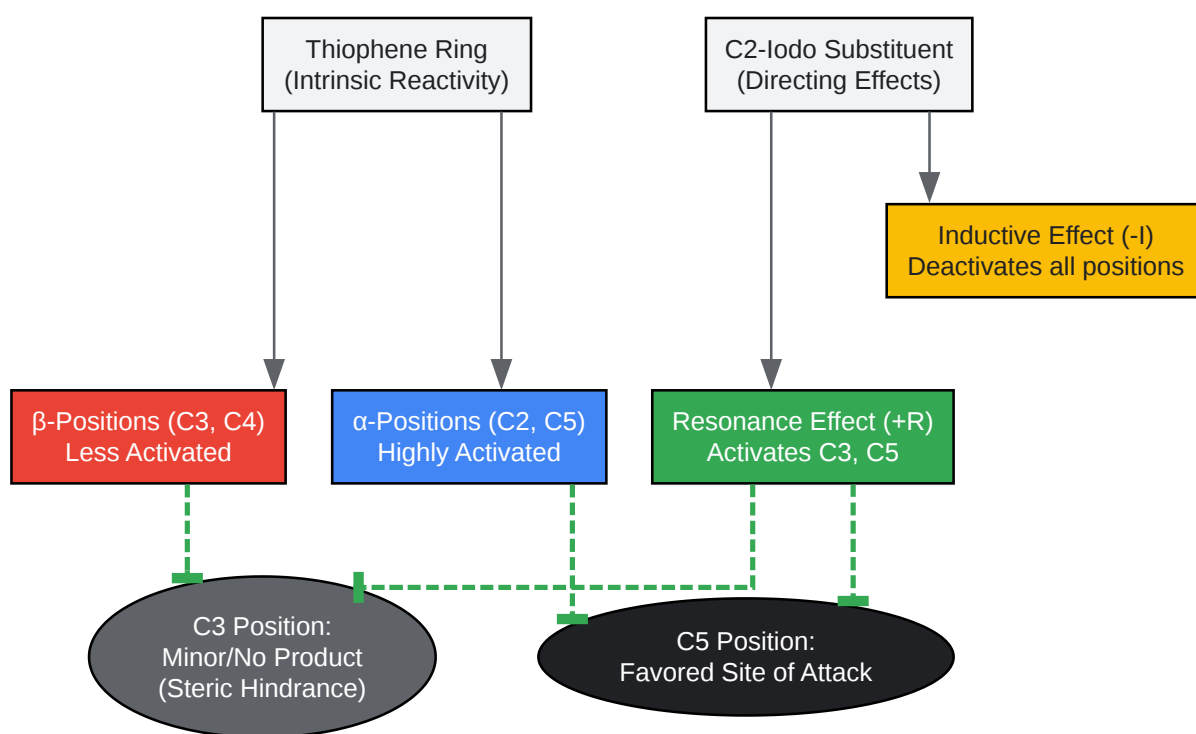 Thiophene Ring
(Intrinsic Reactivity)
C2-Iodo Substituent
(Directing Effects)
Inductive Effect (-I)
Deactivates all positions
β-Positions (C3, C4)
Less Activated
α-Positions (C2, C5)
Highly Activated
Resonance Effect (+R)
Activates C3, C5
C3 Position:
Minor/No Product
(Steric Hindrance)
C5 Position:
Favored Site of Attack